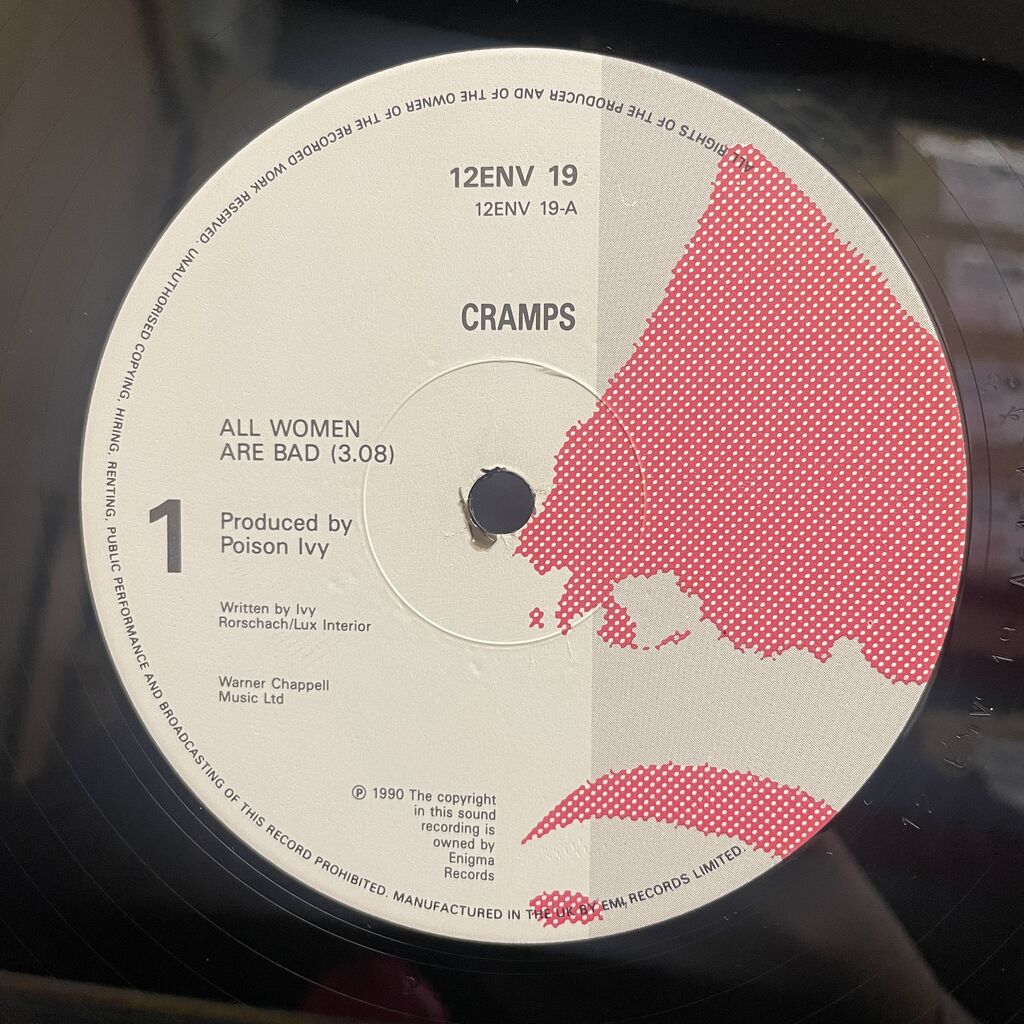 12ENV 19
12ENV 19-A
CRAMPS
ALL WOMEN
ARE BAD (3.08)
1
Produced by
Poison Ivy
Written by Ivy
Rorschach/Lux Interior
Warner Chappell
Music Ltd
℗ 1990 The copyright
in this sound
recording is
owned by
Enigma
Records
ALL RIGHTS OF THE PRODUCER AND OF THE OWNER OF THE RECORDED WORK RESERVED. UNAUTHORISED COPYING, HIRING, RENTING, PUBLIC PERFORMANCE AND BROADCASTING OF THIS RECORD PROHIBITED. MANUFACTURED IN THE UK BY EMI RECORDS LIMITED.